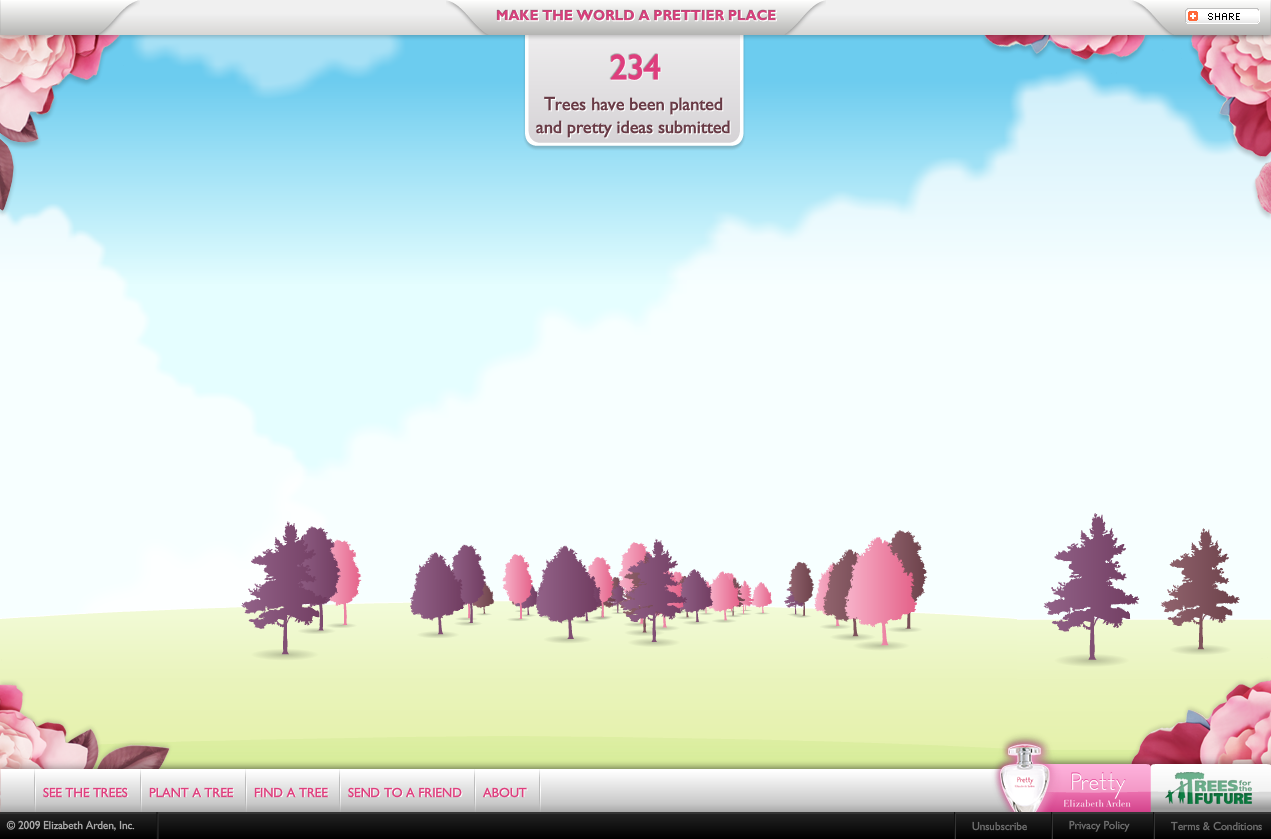 MAKE THE WORLD A PRETTIER PLACE
SHARE
234
Trees have been planted
and pretty ideas submitted
SEE THE TREES
PLANT A TREE
FIND A TREE
SEND TO A FRIEND
ABOUT
Pretty
Pretty
Elizabeth Arden
TREES for the
FUTURE
© 2009 Elizabeth Arden, Inc.
Unsubscribe
Privacy Policy
Terms & Conditions